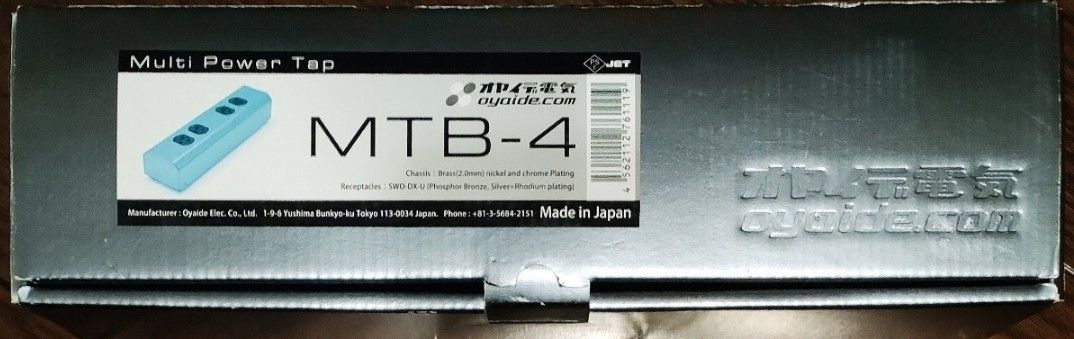 Multi Power Tap
PS
E
JET
オヤイデ電気
oyaide.com
MTB-4
Chassis : Brass(2.0mm) nickel and chrome Plating
Receptacles : SWO-DX-U (Phosphor Bronze, Silver+Rhodium plating)
4 562112 761119
Manufacturer : Oyaide Elec. Co., Ltd. 1-9-6 Yushima Bunkyo-ku Tokyo 113-0034 Japan. Phone : +81-3-5684-2151 Made in Japan
オヤイデ電気
oyaide.com